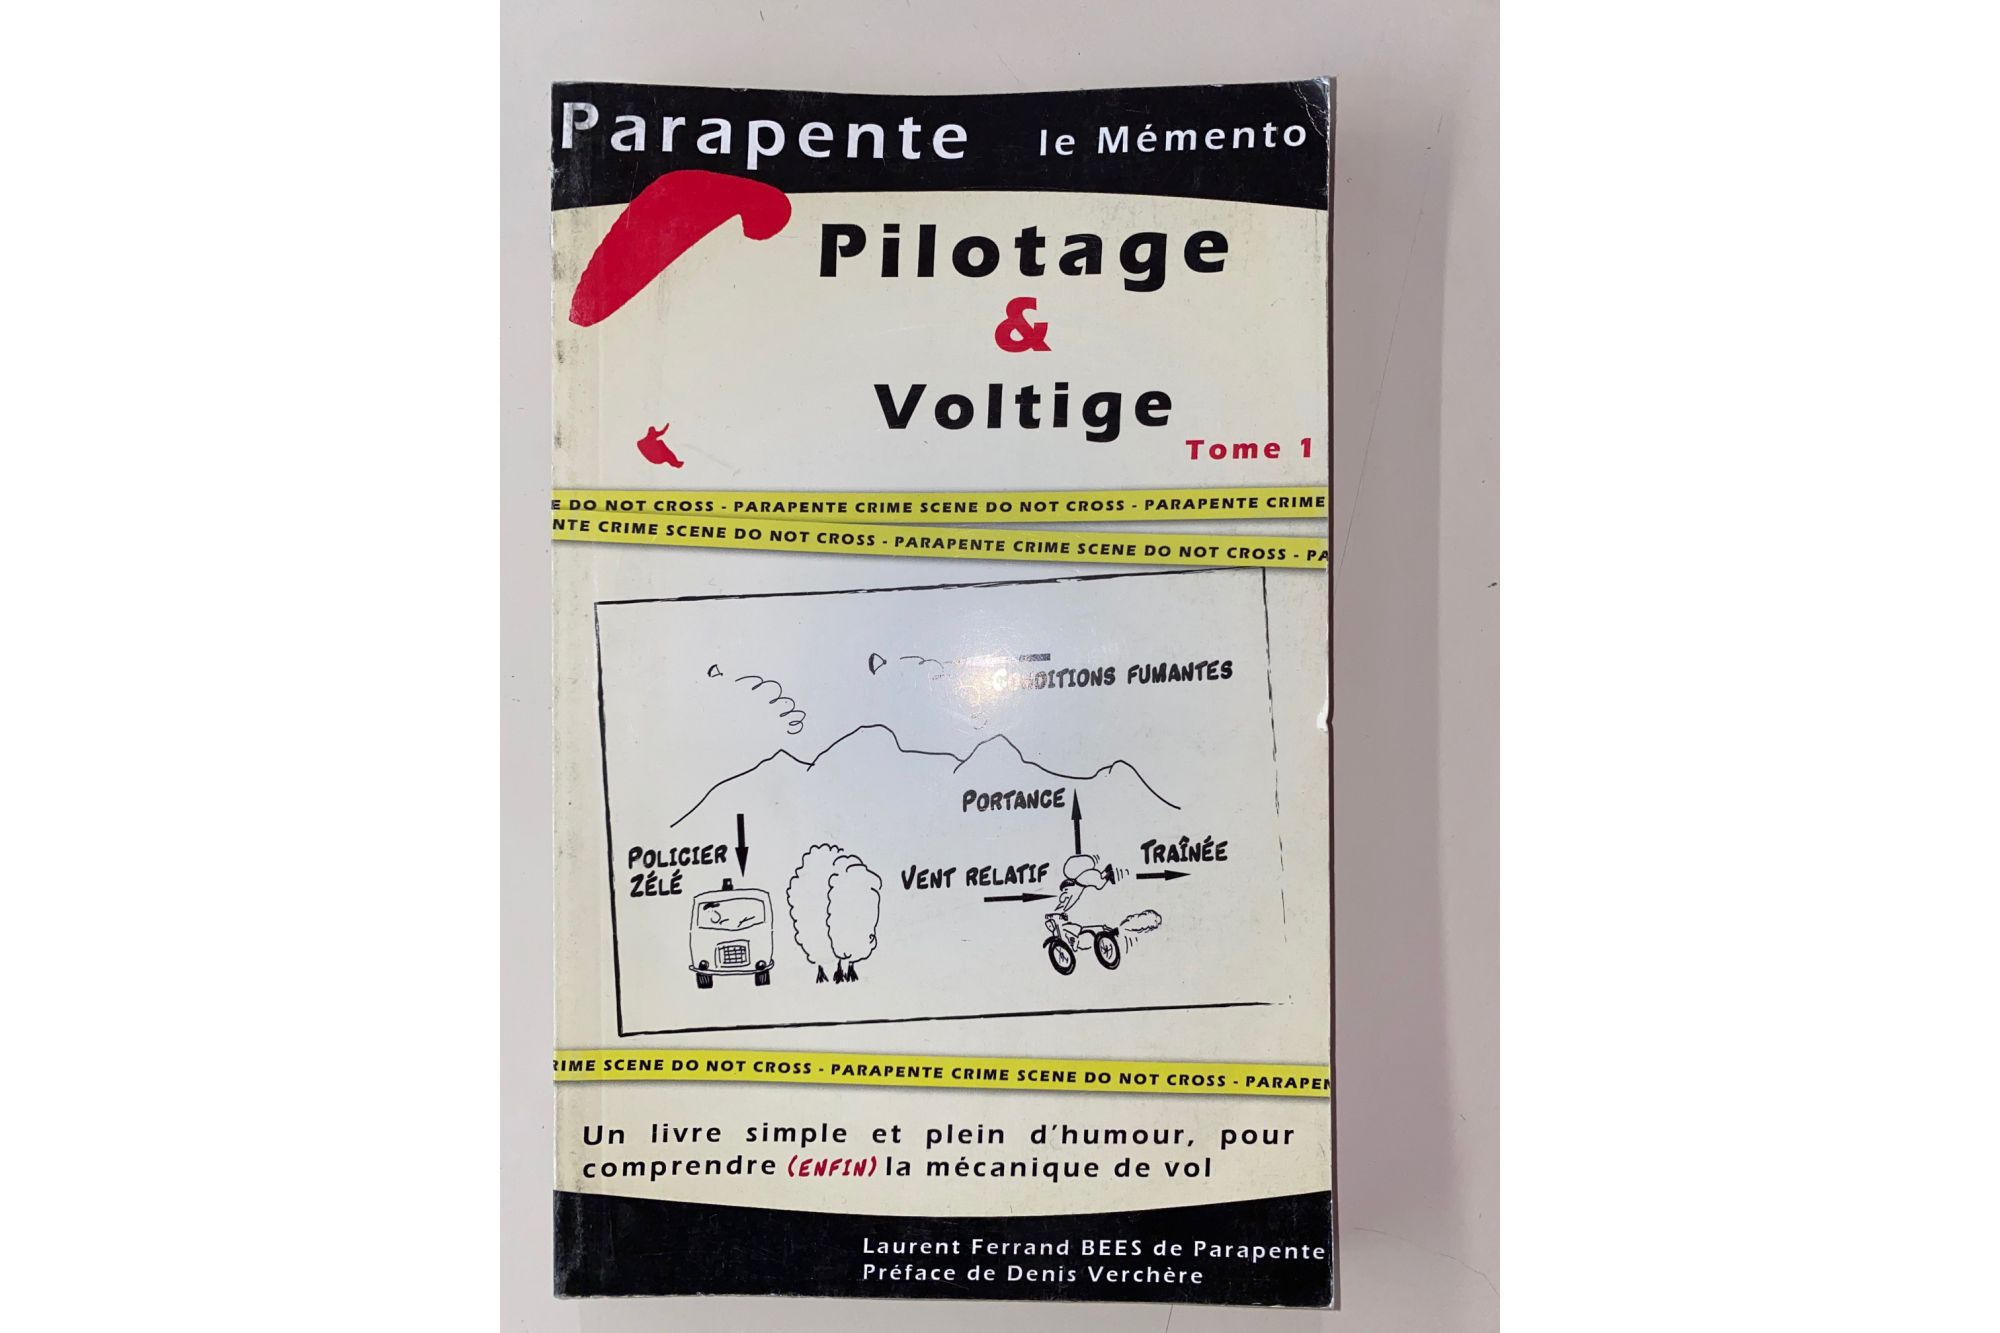 Parapente le Mémento
Pilotage
&
Voltige
Tome 1
E DO NOT CROSS - PARAPENTE CRIME SCENE DO NOT CROSS - PARAPENTE CRIME
NTE CRIME SCENE DO NOT CROSS - PARAPENTE CRIME SCENE DO NOT CROSS - PA
CONDITIONS FUMANTES
PORTANCE
POLICIER
ZÉLÉ
VENT RELATIF
TRAÎNÉE
RIME SCENE DO NOT CROSS - PARAPENTE CRIME SCENE DO NOT CROSS - PARAPEN
Un livre simple et plein d'humour, pour
comprendre (ENFIN) la mécanique de vol
Laurent Ferrand BEES de Parapente
Préface de Denis Verchère